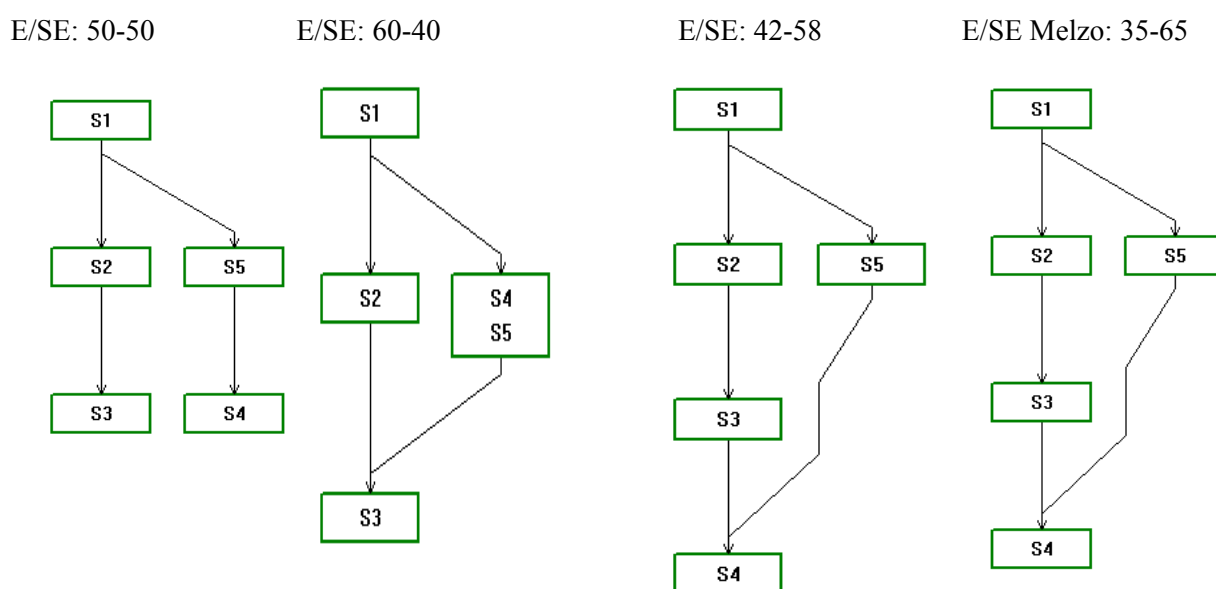 E/SE: 50-50
S1
S2
S5
S3
S4
E/SE: 60-40
S1
S2
S4
S5
S3
E/SE: 42-58
S1
S2
S5
S3
S4
E/SE Melzo: 35-65
S1
S2
S5
S3
S4